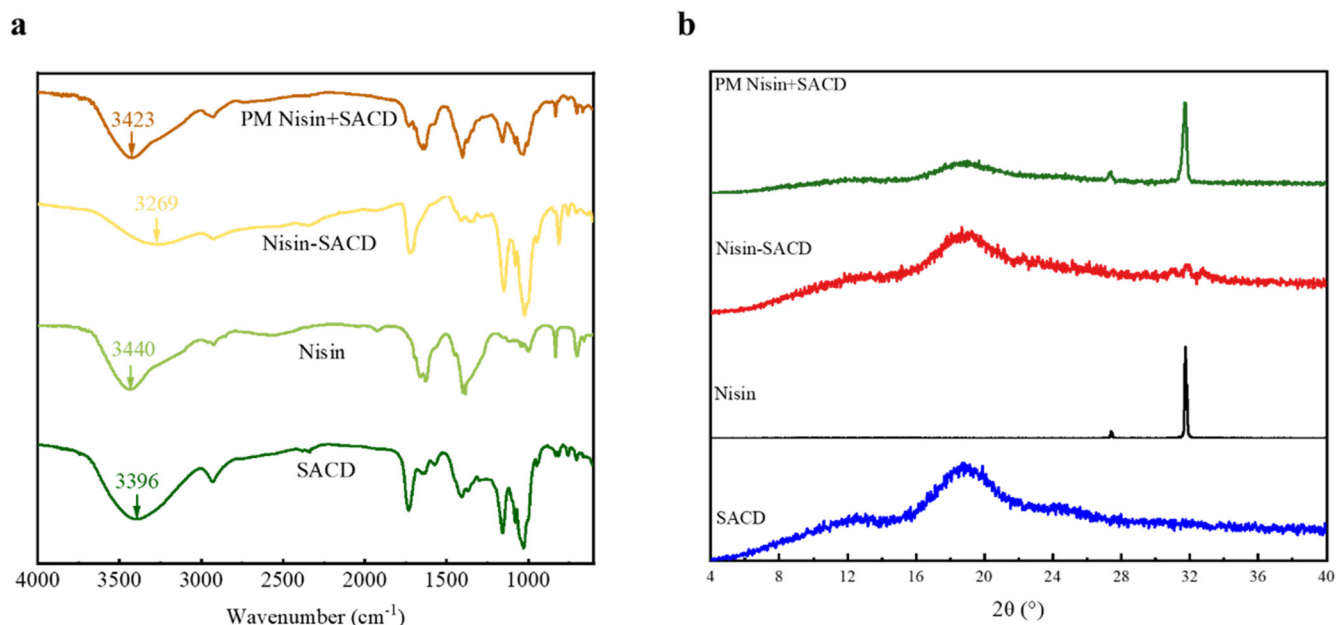 a
3423
PM Nisin+SACD
3269
Nisin-SACD
3440
Nisin
3396
SACD
4000 3500 3000 2500 2000 1500 1000
Wavenumber (cm⁻¹)
b
PM Nisin+SACD
Nisin-SACD
Nisin
SACD
4 8 12 16 20 24 28 32 36 40
2θ (°)